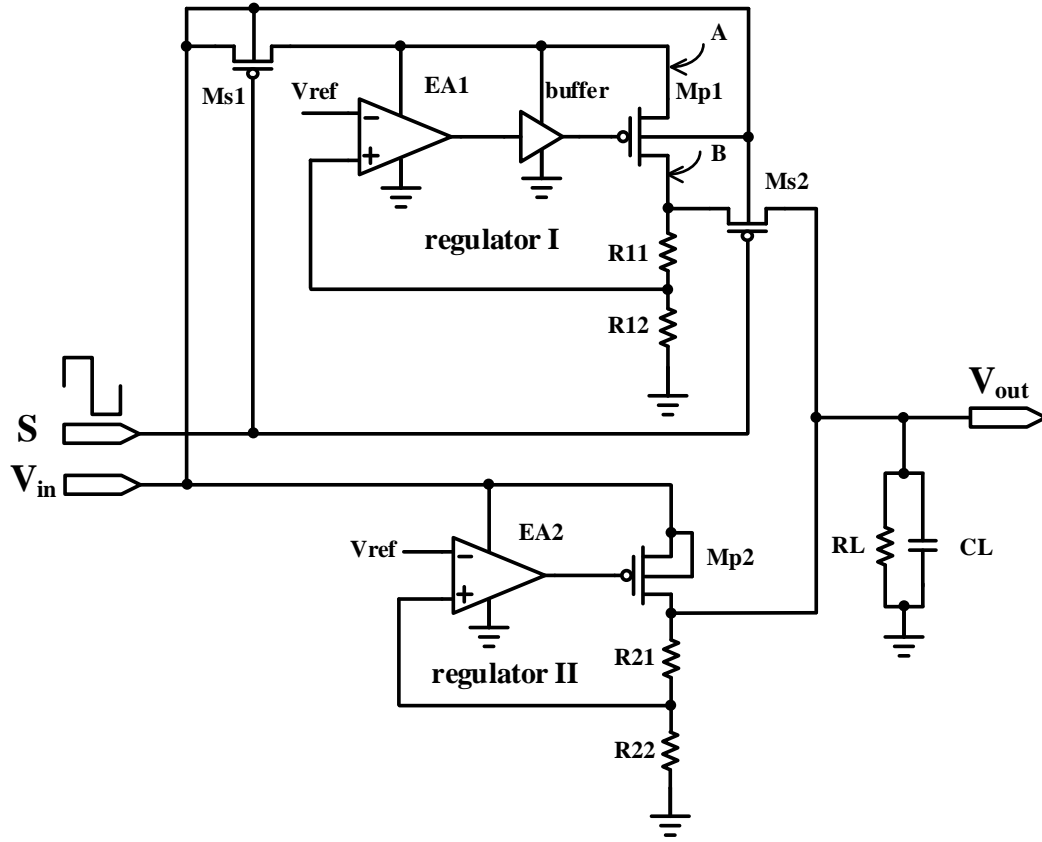 A
Ms1
Vref
EA1
buffer
Mp1
B
Ms2
regulator I
R11
R12
S
Vin
Vout
Vref
EA2
Mp2
RL
CL
R21
regulator II
R22